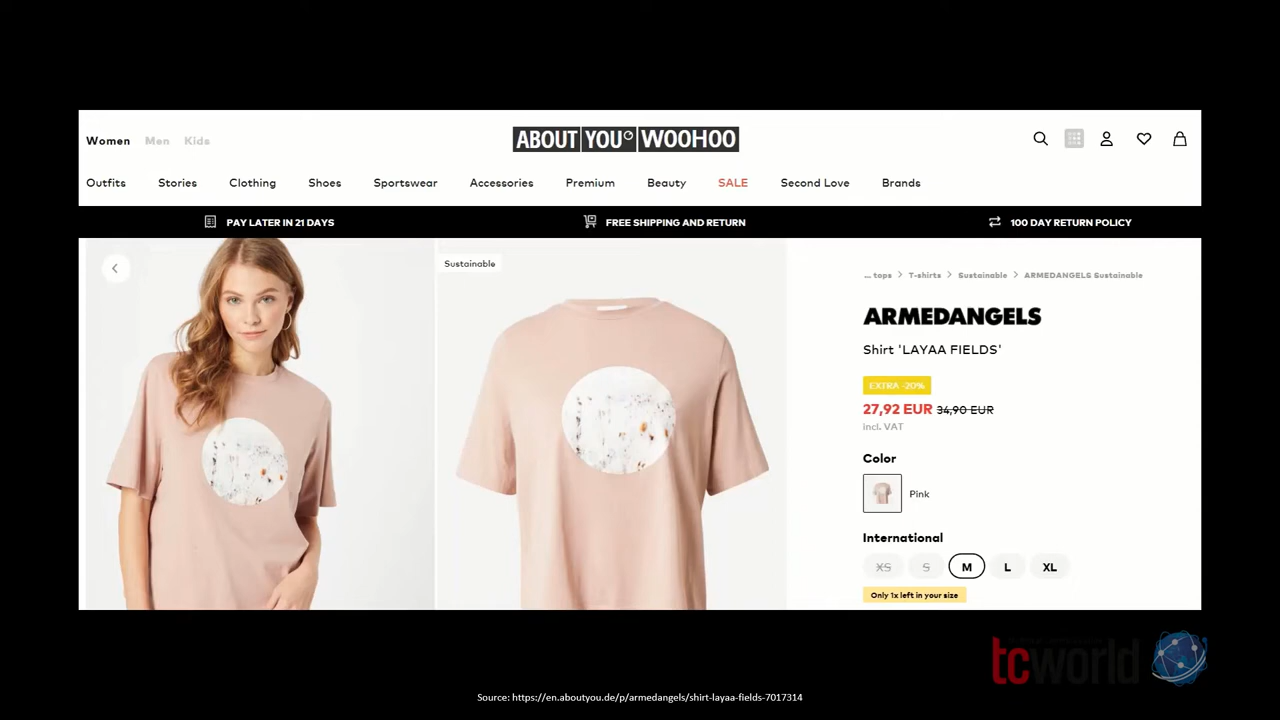 Women Men Kids
ABOUT YOU° WOOHOO
Outfits Stories Clothing Shoes Sportswear Accessories Premium Beauty SALE Second Love Brands
PAY LATER IN 21 DAYS FREE SHIPPING AND RETURN 100 DAY RETURN POLICY
Sustainable
... tops > T-shirts > Sustainable > ARMEDANGELS Sustainable
ARMEDANGELS
Shirt 'LAYAA FIELDS'
EXTRA -20%
27,92 EUR 34,90 EUR
incl. VAT
Color
Pink
International
XS S M L XL
Only 1x left in your size
tcworld
Source: https://en.aboutyou.de/p/armedangels/shirt-layaa-fields-7017314